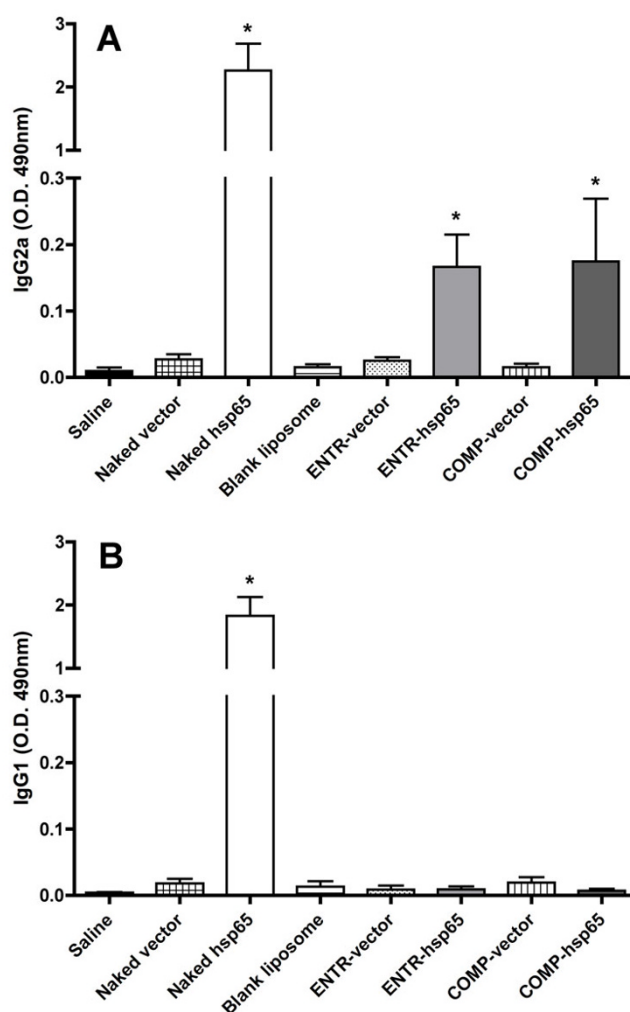 A
IgG2a (O.D. 490nm)
3
2
1
0.3
0.2
0.1
0.0
*
*
*
Saline
Naked vector
Naked hsp65
Blank liposome
ENTR-vector
ENTR-hsp65
COMP-vector
COMP-hsp65
B
IgG1 (O.D. 490nm)
3
2
1
0.3
0.2
0.1
0.0
*
Saline
Naked vector
Naked hsp65
Blank liposome
ENTR-vector
ENTR-hsp65
COMP-vector
COMP-hsp65